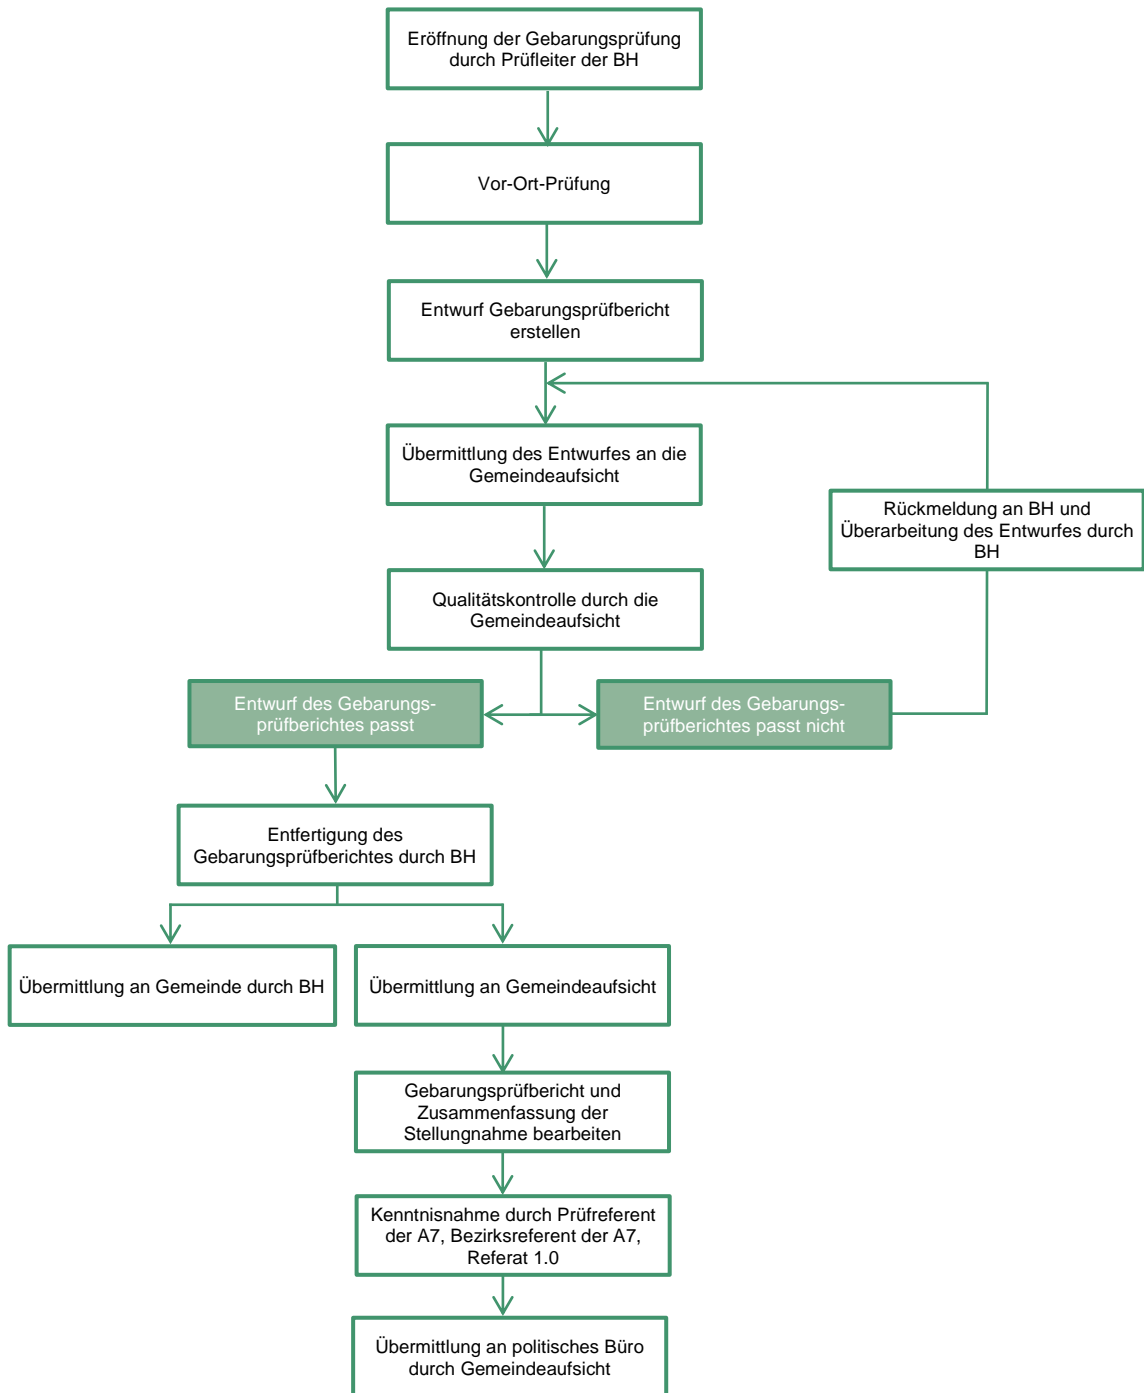 Eröffnung der Gebarungsprüfung
durch Prüfleiter der BH
Vor-Ort-Prüfung
Entwurf Gebarungsprüfbericht
erstellen
Übermittlung des Entwurfes an die
Gemeindeaufsicht
Rückmeldung an BH und
Überarbeitung des Entwurfes durch
BH
Qualitätskontrolle durch die
Gemeindeaufsicht
Entwurf des Gebarungs-
prüfberichtes passt
Entwurf des Gebarungs-
prüfberichtes passt nicht
Entfertigung des
Gebarungsprüfberichtes durch BH
Übermittlung an Gemeinde durch BH
Übermittlung an Gemeindeaufsicht
Gebarungsprüfbericht und
Zusammenfassung der
Stellungnahme bearbeiten
Kenntnisnahme durch Prüfreferent
der A7, Bezirksreferent der A7,
Referat 1.0
Übermittlung an politisches Büro
durch Gemeindeaufsicht